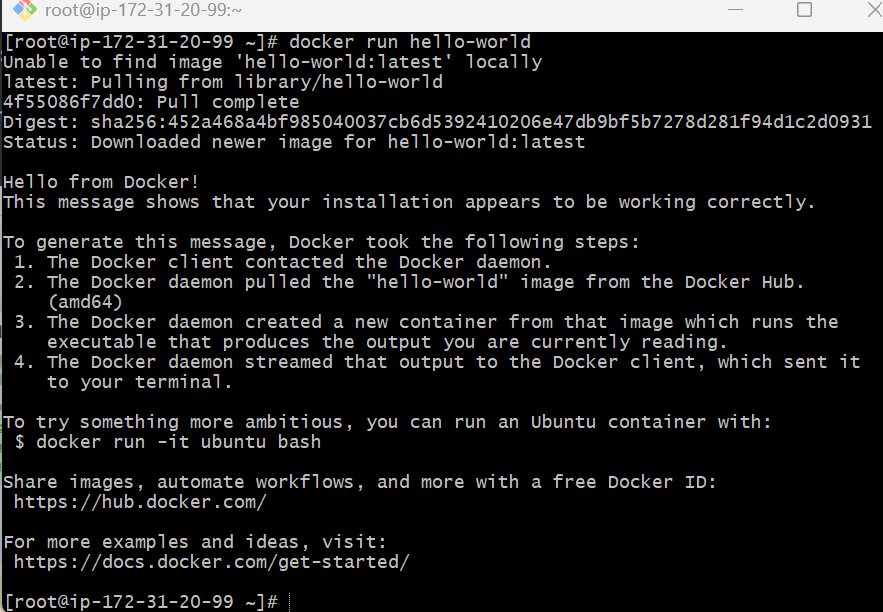 root@ip-172-31-20-99:~
[root@ip-172-31-20-99 ~]# docker run hello-world
Unable to find image 'hello-world:latest' locally
latest: Pulling from library/hello-world
4f55086f7dd0: Pull complete
Digest: sha256:452a468a4bf985040037cb6d5392410206e47db9bf5b7278d281f94d1c2d0931
Status: Downloaded newer image for hello-world:latest

Hello from Docker!
This message shows that your installation appears to be working correctly.

To generate this message, Docker took the following steps:
 1. The Docker client contacted the Docker daemon.
 2. The Docker daemon pulled the "hello-world" image from the Docker Hub.
    (amd64)
 3. The Docker daemon created a new container from that image which runs the
    executable that produces the output you are currently reading.
 4. The Docker daemon streamed that output to the Docker client, which sent it
    to your terminal.

To try something more ambitious, you can run an Ubuntu container with:
 $ docker run -it ubuntu bash

Share images, automate workflows, and more with a free Docker ID:
 https://hub.docker.com/

For more examples and ideas, visit:
 https://docs.docker.com/get-started/

[root@ip-172-31-20-99 ~]#